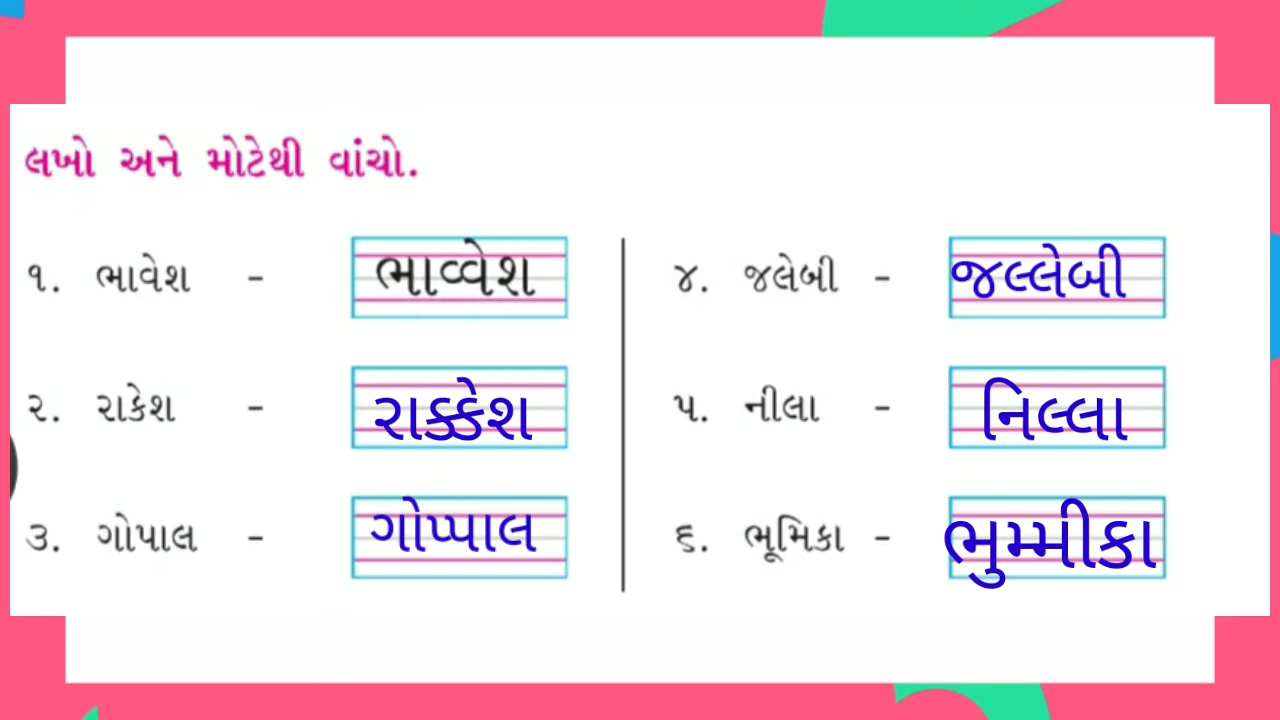 લખો અને મોટેથી વાંચો.
૧. ભાવેશ - ભાવ્વેશ
૨. રાકેશ - રાક્કેશ
૩. ગોપાલ - ગોપ્પાલ
૪. જલેબી - જલ્લેબી
૫. નીલા - નિલ્લા
૬. ભૂમિકા - ભુમ્મીકા